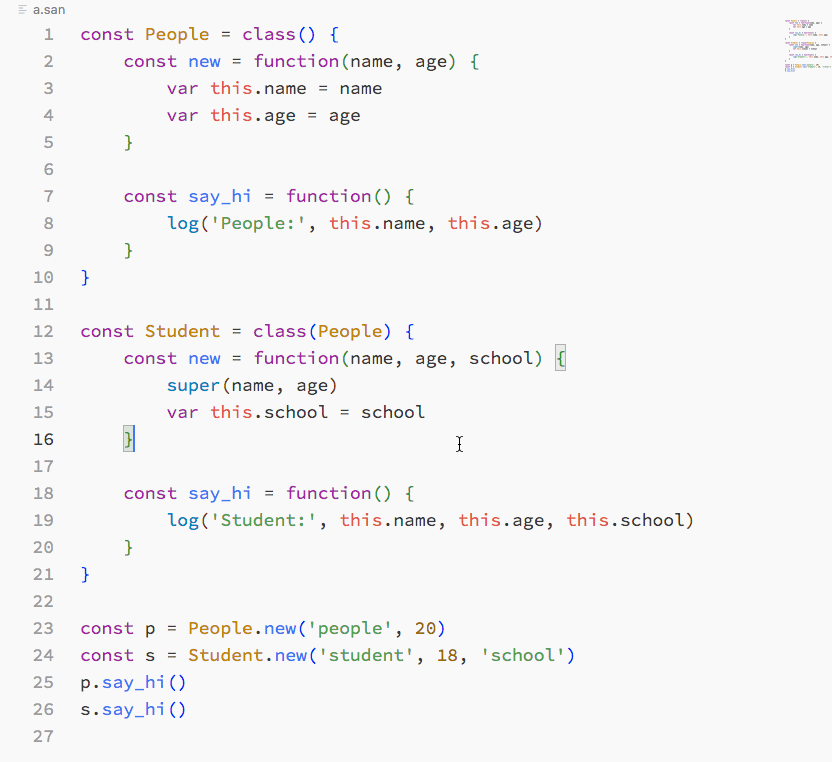 a.san
1 const People = class() {
2     const new = function(name, age) {
3         var this.name = name
4         var this.age = age
5     }
6
7     const say_hi = function() {
8         log('People:', this.name, this.age)
9     }
10 }
11
12 const Student = class(People) {
13     const new = function(name, age, school) {
14         super(name, age)
15         var this.school = school
16     }
17
18     const say_hi = function() {
19         log('Student:', this.name, this.age, this.school)
20     }
21 }
22
23 const p = People.new('people', 20)
24 const s = Student.new('student', 18, 'school')
25 p.say_hi()
26 s.say_hi()
27